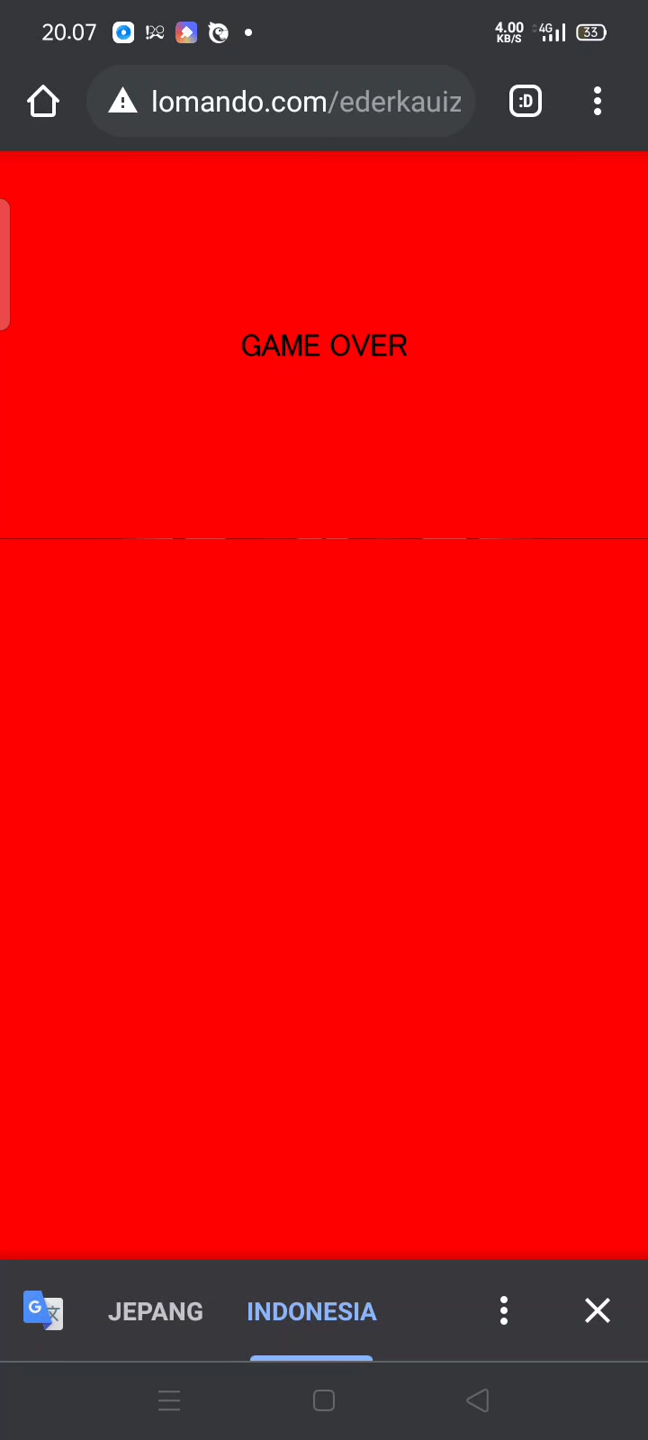 20.07
4.00
KB/S
4G
33
lomando.com/ederkauiz
:D
GAME OVER
JEPANG
INDONESIA